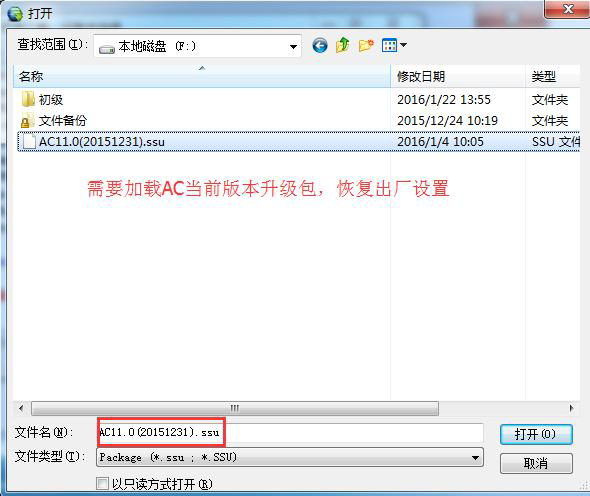 打开
查找范围(I): 本地磁盘 (F:)
名称 修改日期 类型
初级 2016/1/22 13:55 文件夹
文件备份 2015/12/24 10:19 文件夹
AC11.0(20151231).ssu 2016/1/4 10:05 SSU 文件
需要加载AC当前版本升级包，恢复出厂设置
文件名(N): AC11.0(20151231).ssu 打开(O)
文件类型(T): Package (*.ssu ; *.SSU) 取消
以只读方式打开(R)